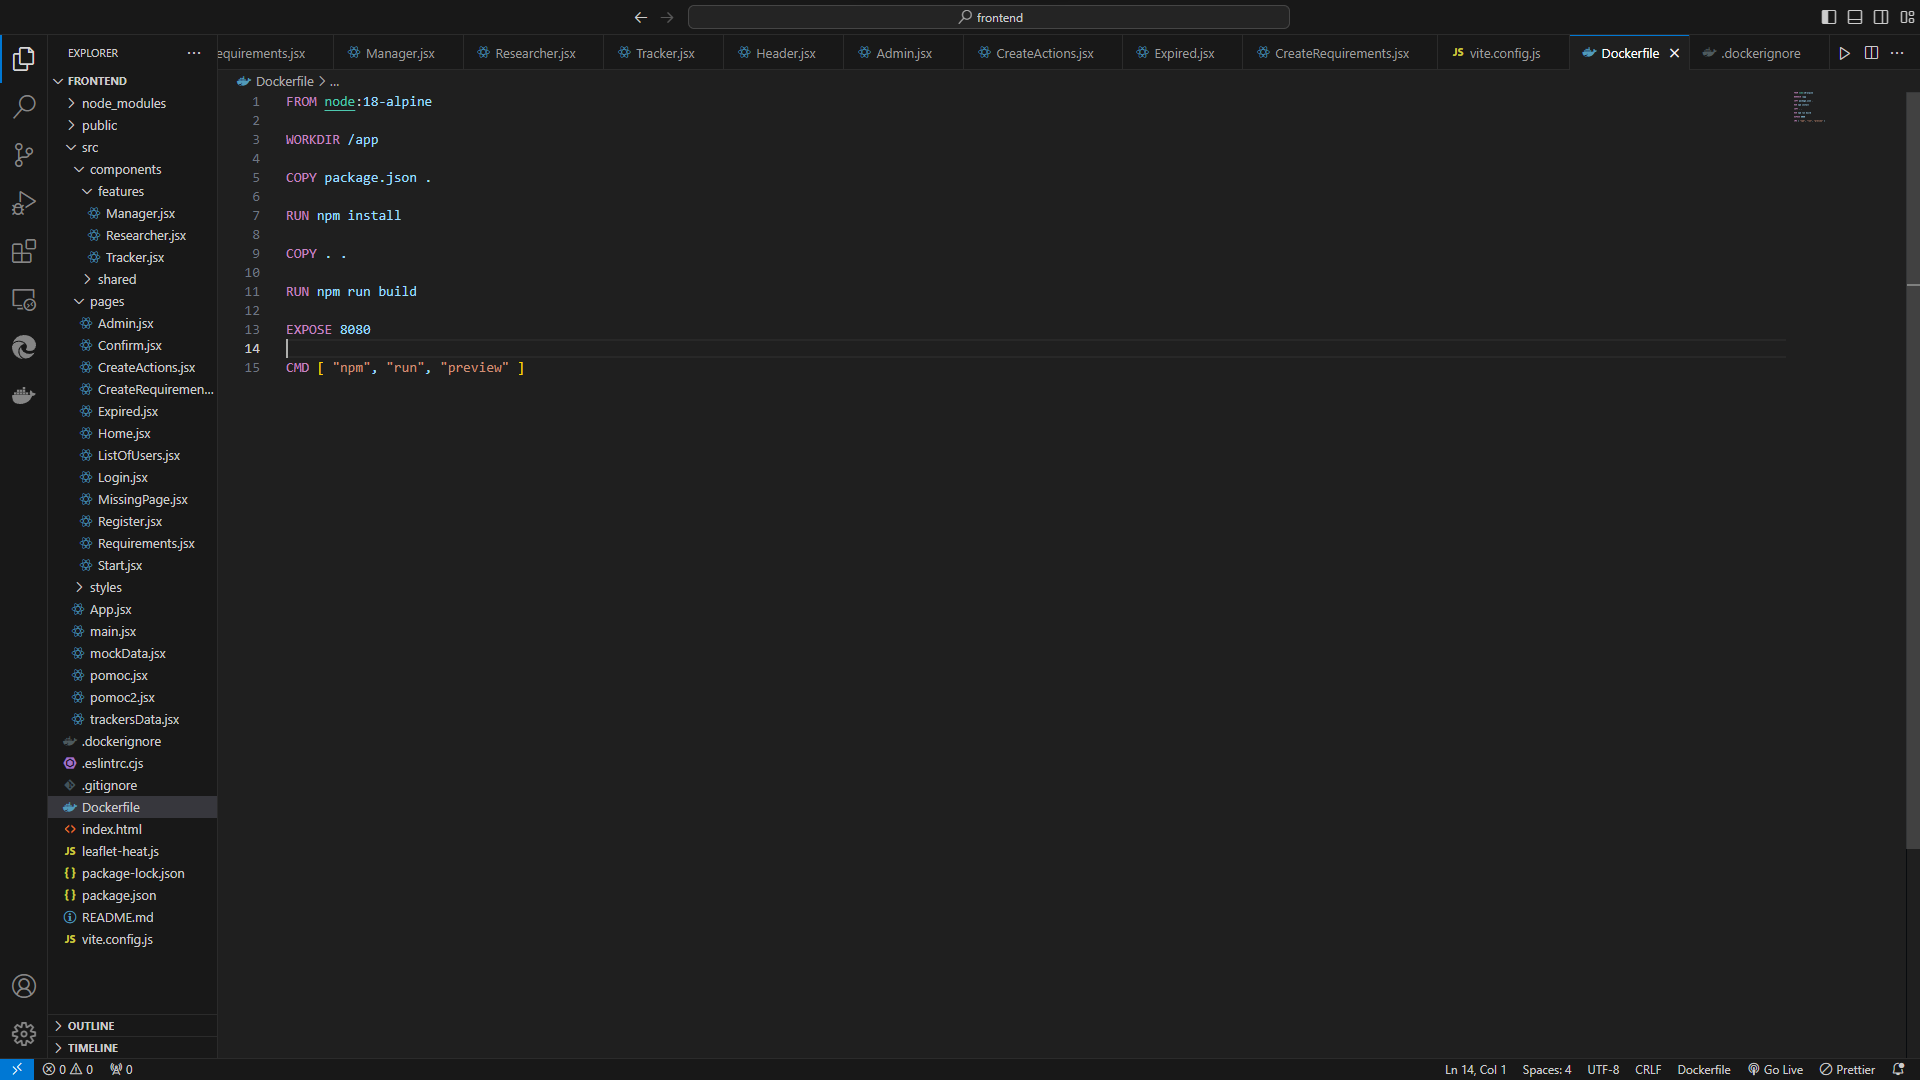 frontend
EXPLORER
equirements.jsx
Manager.jsx
Researcher.jsx
Tracker.jsx
Header.jsx
Admin.jsx
CreateActions.jsx
Expired.jsx
CreateRequirements.jsx
JS vite.config.js
Dockerfile
.dockerignore
FRONTEND
node_modules
public
src
components
features
Manager.jsx
Researcher.jsx
Tracker.jsx
shared
pages
Admin.jsx
Confirm.jsx
CreateActions.jsx
CreateRequiremen...
Expired.jsx
Home.jsx
ListOfUsers.jsx
Login.jsx
MissingPage.jsx
Register.jsx
Requirements.jsx
Start.jsx
styles
App.jsx
main.jsx
mockData.jsx
pomoc.jsx
pomoc2.jsx
trackersData.jsx
.dockerignore
.eslintrc.cjs
.gitignore
Dockerfile
index.html
JS leaflet-heat.js
{} package-lock.json
{} package.json
README.md
JS vite.config.js
OUTLINE
TIMELINE
Dockerfile > ...
1 FROM node:18-alpine
2
3 WORKDIR /app
4
5 COPY package.json .
6
7 RUN npm install
8
9 COPY . .
10
11 RUN npm run build
12
13 EXPOSE 8080
14
15 CMD [ "npm", "run", "preview" ]
0 0 0
Ln 14, Col 1 Spaces: 4 UTF-8 CRLF Dockerfile Go Live Prettier